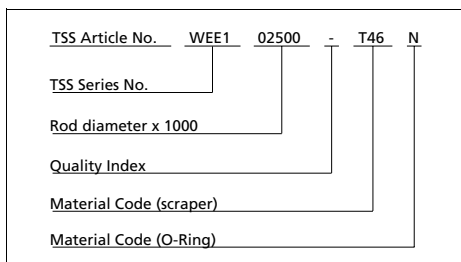 TSS Article No. WEE1 02500 - T46 N
TSS Series No.
Rod diameter x 1000
Quality Index
Material Code (scraper)
Material Code (O-Ring)